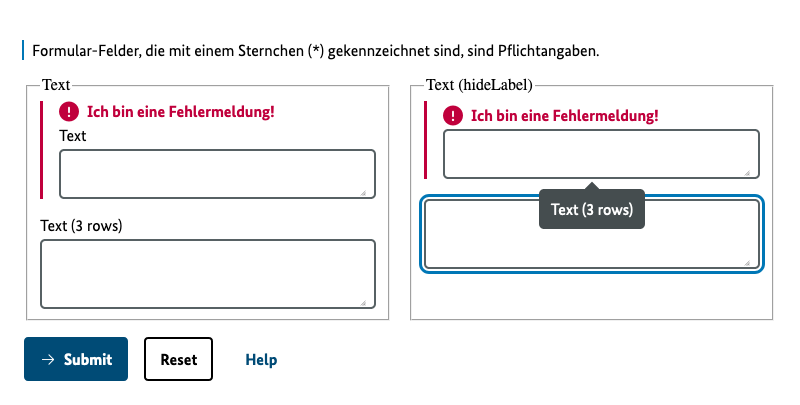 Formular-Felder, die mit einem Sternchen (*) gekennzeichnet sind, sind Pflichtangaben.
Text
Ich bin eine Fehlermeldung!
Text
Text (3 rows)
Text (hideLabel)
Ich bin eine Fehlermeldung!
Text (3 rows)
→ Submit
Reset
Help